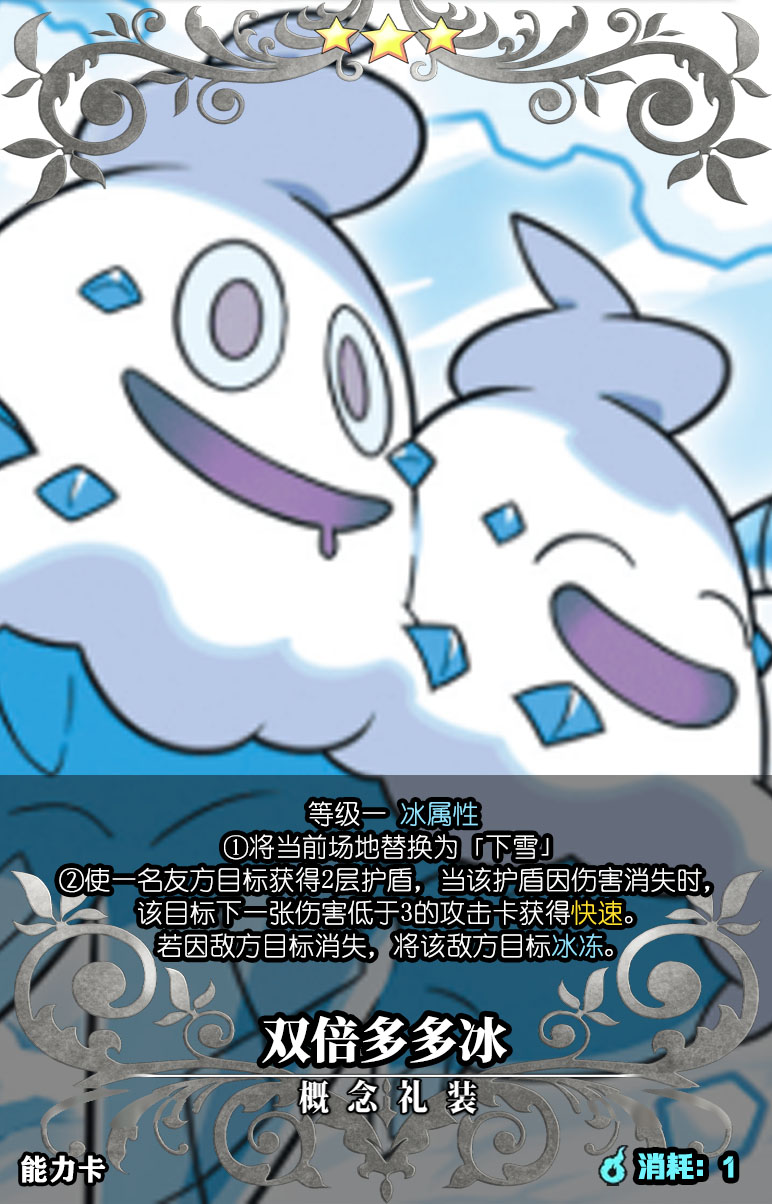 等级一 冰属性
①将当前场地替换为「下雪」
②使一名友方目标获得2层护盾，当该护盾因伤害消失时，
该目标下一张伤害低于3的攻击卡获得快速。
若因敌方目标消失，将该敌方目标冰冻。
双倍多多冰
概念礼装
能力卡
消耗：1